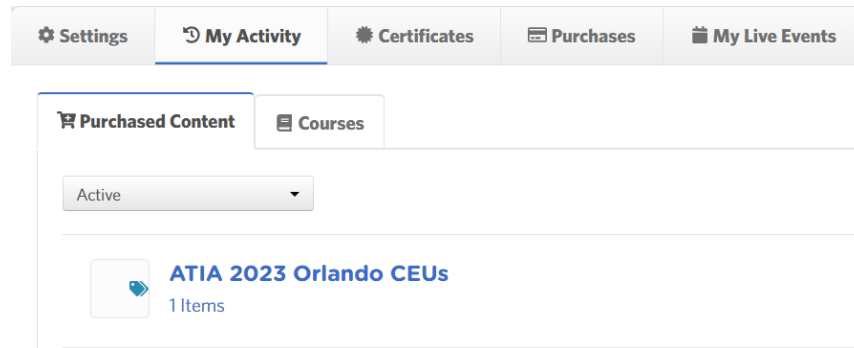 Settings My Activity Certificates Purchases My Live Events
Purchased Content Courses
Active
ATIA 2023 Orlando CEUs
1 Items